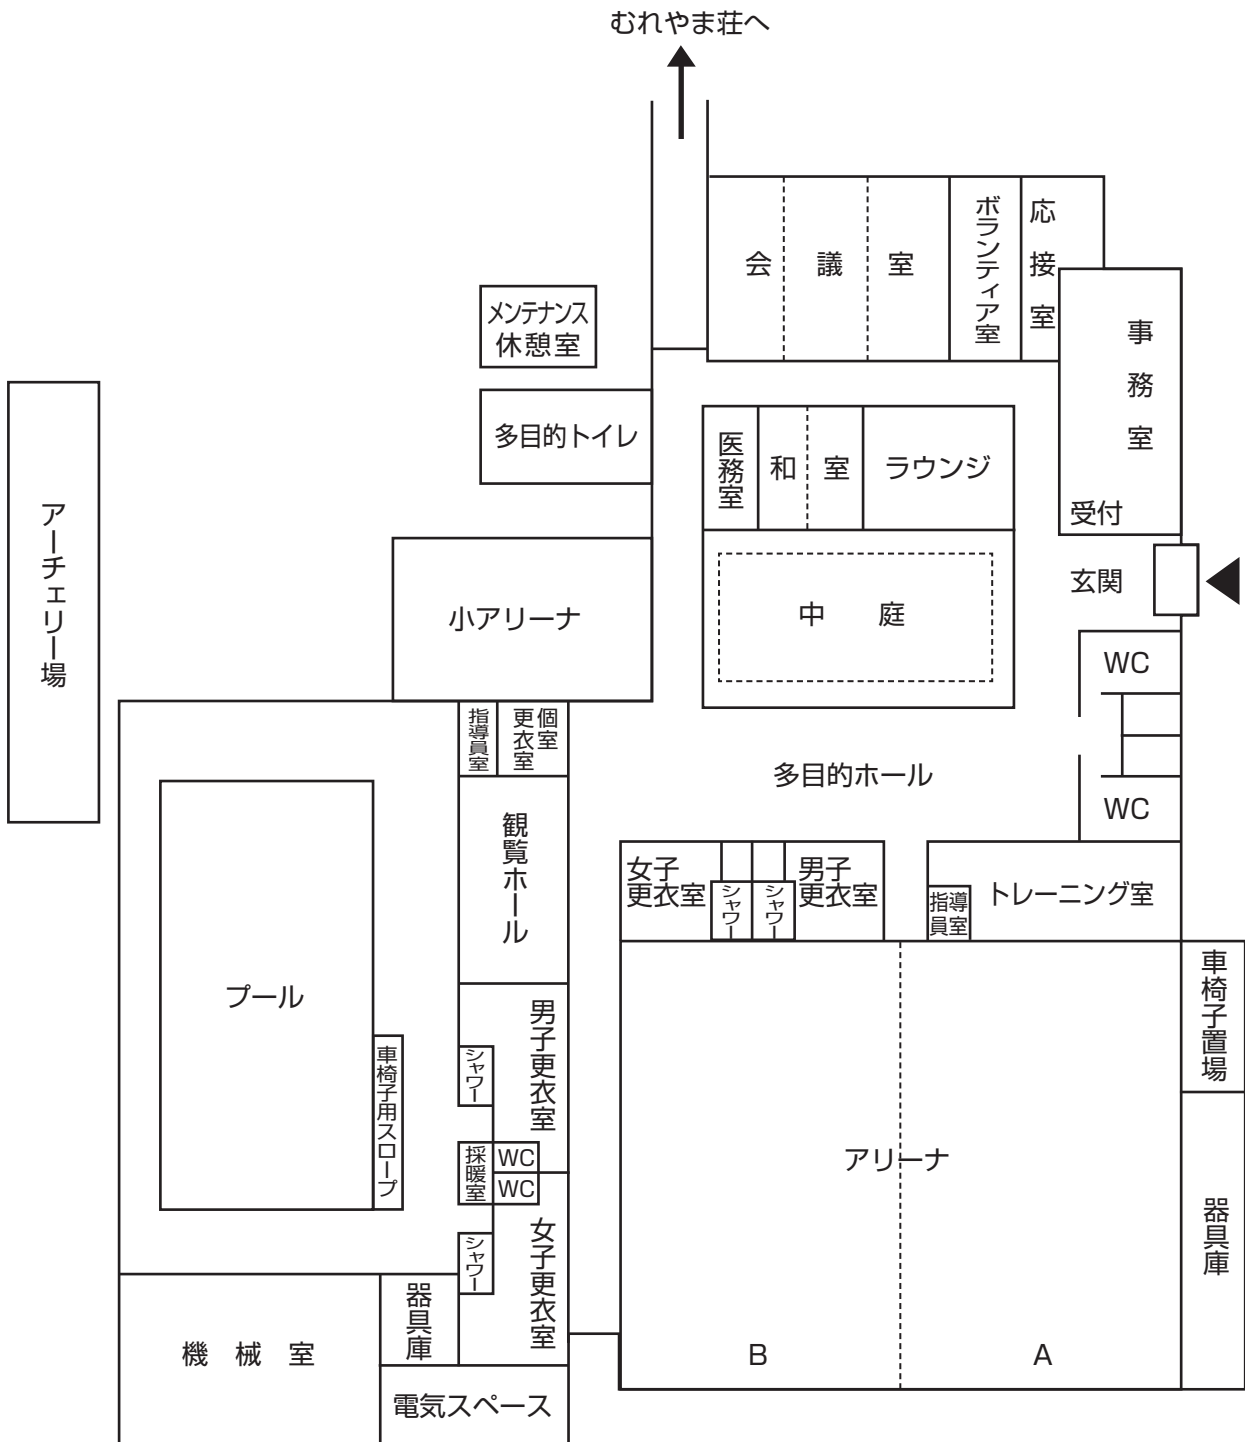 むれやま荘へ
会議室
ボランティア室
応接室
事務室
受付
メンテナンス
休憩室
多目的トイレ
医務室
和室
ラウンジ
中庭
玄関
アーチェリー場
小アリーナ
WC
WC
多目的ホール
指導員室
個室
更衣室
観覧ホール
女子
更衣室
シャワー
シャワー
男子
更衣室
指導
員室
トレーニング室
プール
車椅子用スロープ
男子更衣室
シャワー
採暖室
WC
WC
シャワー
女子更衣室
アリーナ
B
A
車椅子置場
器具庫
機械室
器具庫
電気スペース